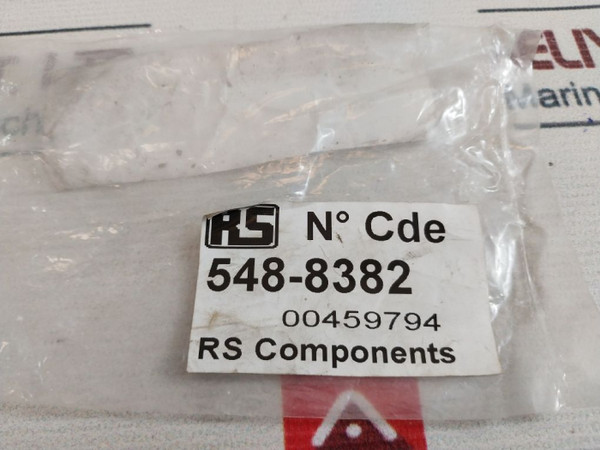 RS N° Cde
548-8382
00459794
RS Components
Marin